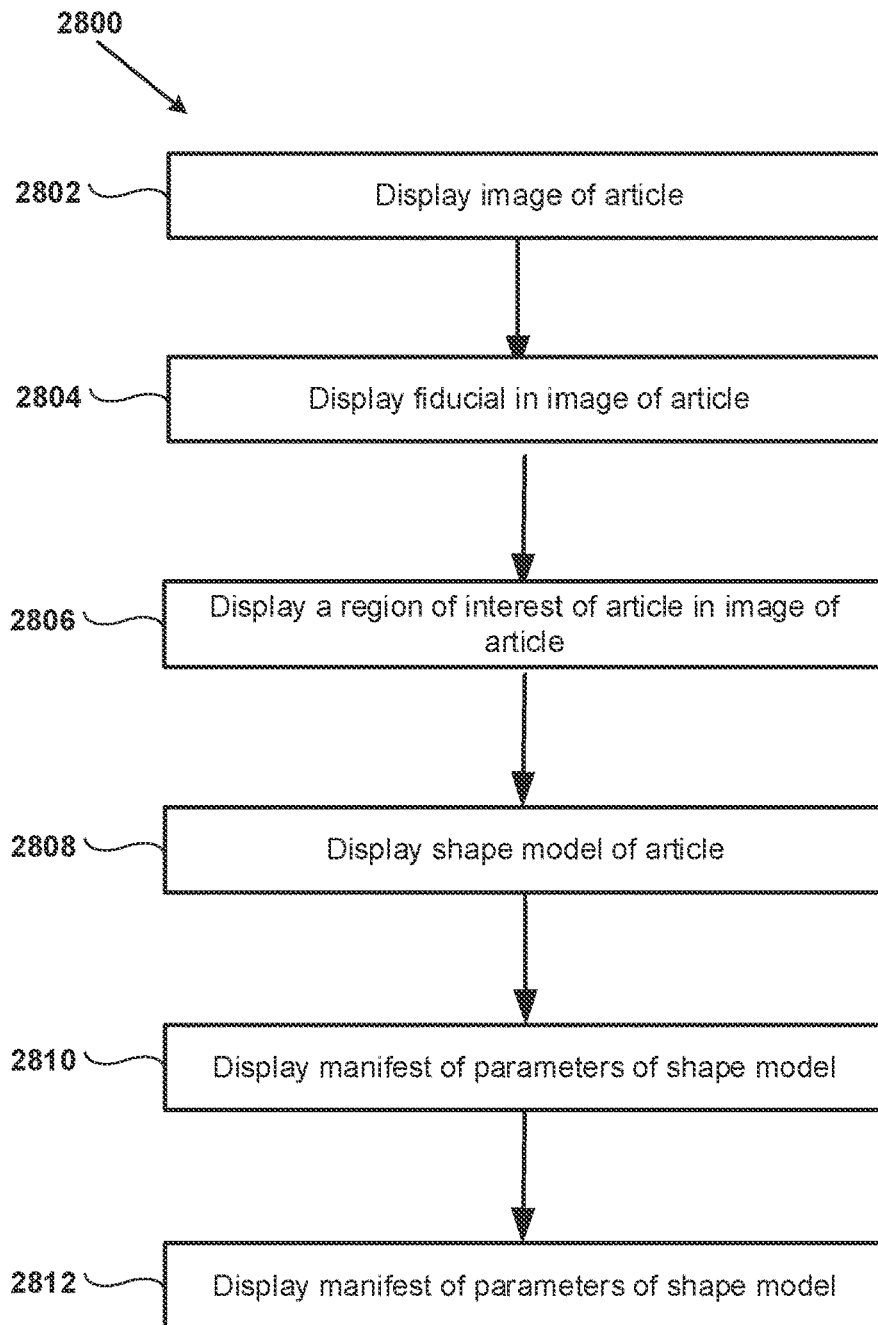 2800
2802
Display image of article
2804
Display fiducial in image of article
2806
Display a region of interest of article in image of
article
2808
Display shape model of article
2810
Display manifest of parameters of shape model
2812
Display manifest of parameters of shape model